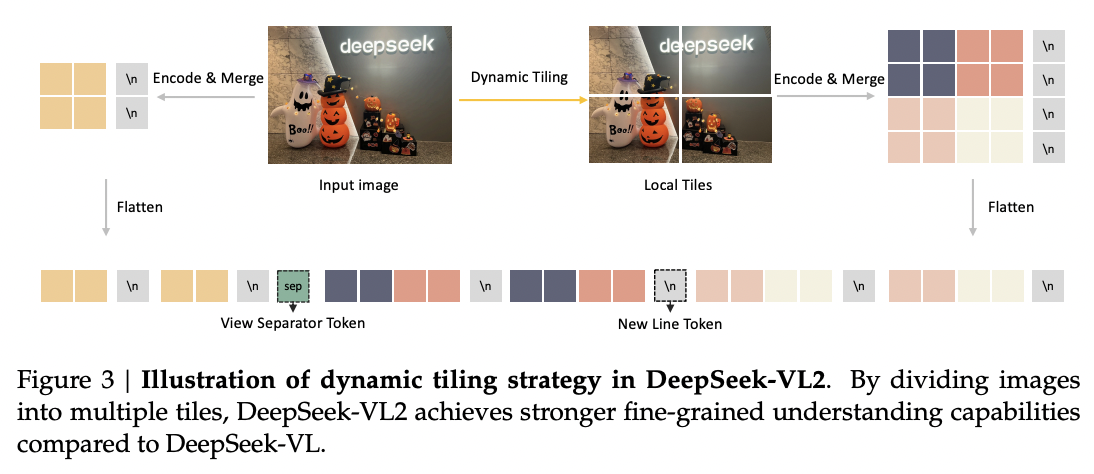 deepseek
deepseek
\n
\n
Encode & Merge
Dynamic Tiling
Encode & Merge
\n
\n
\n
\n
Boo!!
Boo!!
Input image
Local Tiles
Flatten
Flatten
\n
\n
sep
\n
\n
\n
\n
View Separator Token
New Line Token
Figure 3 | Illustration of dynamic tiling strategy in DeepSeek-VL2. By dividing images
into multiple tiles, DeepSeek-VL2 achieves stronger fine-grained understanding capabilities
compared to DeepSeek-VL.